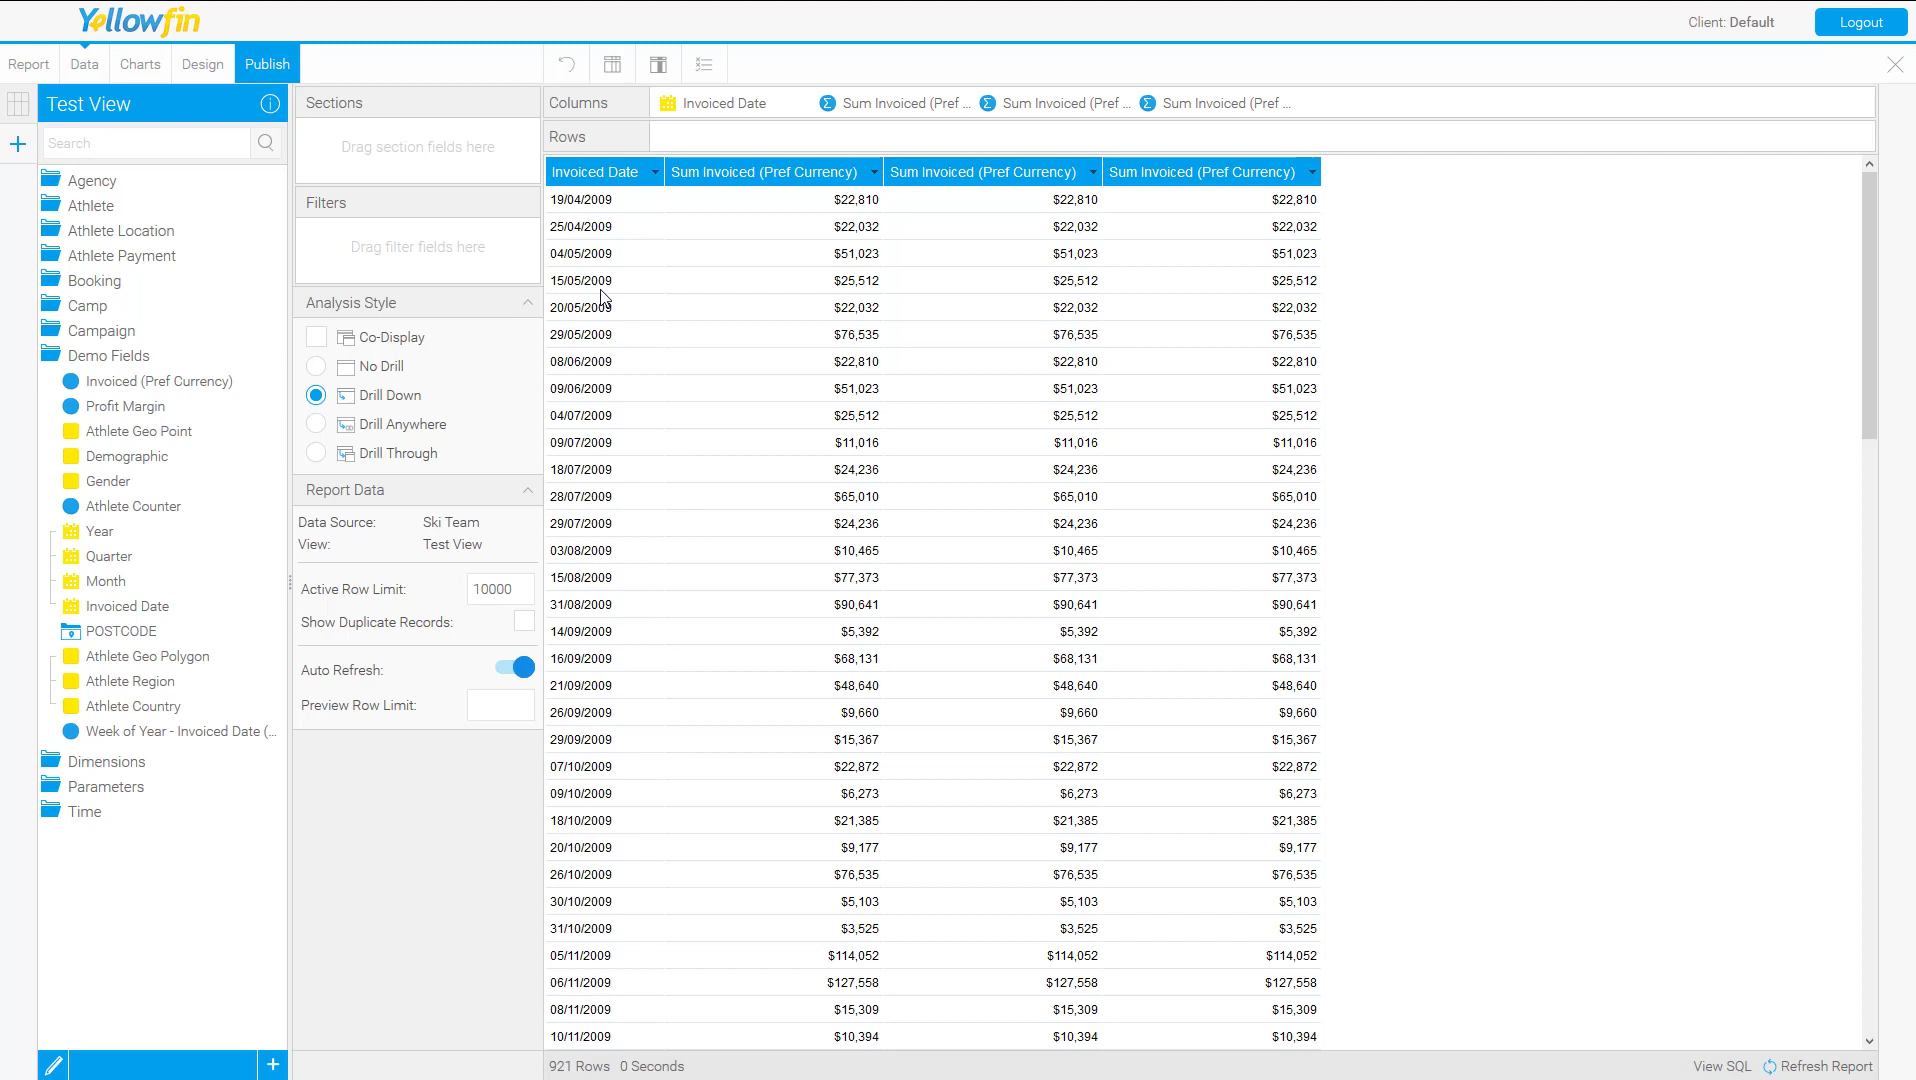 Yellowfin
Client: Default
Logout
Report
Data
Charts
Design
Publish
Test View
Search
Agency
Athlete
Athlete Location
Athlete Payment
Booking
Camp
Campaign
Demo Fields
Invoiced (Pref Currency)
Profit Margin
Athlete Geo Point
Demographic
Gender
Athlete Counter
Year
Quarter
Month
Invoiced Date
POSTCODE
Athlete Geo Polygon
Athlete Region
Athlete Country
Week of Year - Invoiced Date (...
Dimensions
Parameters
Time
Sections
Drag section fields here
Filters
Drag filter fields here
Analysis Style
Co-Display
No Drill
Drill Down
Drill Anywhere
Drill Through
Report Data
Data Source: Ski Team
View: Test View
Active Row Limit: 10000
Show Duplicate Records:
Auto Refresh:
Preview Row Limit:
Columns Invoiced Date Sum Invoiced (Pref ... Sum Invoiced (Pref ... Sum Invoiced (Pref ...
Rows
Invoiced Date Sum Invoiced (Pref Currency) Sum Invoiced (Pref Currency) Sum Invoiced (Pref Currency)
19/04/2009 $22,810 $22,810 $22,810
25/04/2009 $22,032 $22,032 $22,032
04/05/2009 $51,023 $51,023 $51,023
15/05/2009 $25,512 $25,512 $25,512
20/05/2009 $22,032 $22,032 $22,032
29/05/2009 $76,535 $76,535 $76,535
08/06/2009 $22,810 $22,810 $22,810
09/06/2009 $51,023 $51,023 $51,023
04/07/2009 $25,512 $25,512 $25,512
09/07/2009 $11,016 $11,016 $11,016
18/07/2009 $24,236 $24,236 $24,236
28/07/2009 $65,010 $65,010 $65,010
29/07/2009 $24,236 $24,236 $24,236
03/08/2009 $10,465 $10,465 $10,465
15/08/2009 $77,373 $77,373 $77,373
31/08/2009 $90,641 $90,641 $90,641
14/09/2009 $5,392 $5,392 $5,392
16/09/2009 $68,131 $68,131 $68,131
21/09/2009 $48,640 $48,640 $48,640
26/09/2009 $9,660 $9,660 $9,660
29/09/2009 $15,367 $15,367 $15,367
07/10/2009 $22,872 $22,872 $22,872
09/10/2009 $6,273 $6,273 $6,273
18/10/2009 $21,385 $21,385 $21,385
20/10/2009 $9,177 $9,177 $9,177
26/10/2009 $76,535 $76,535 $76,535
30/10/2009 $5,103 $5,103 $5,103
31/10/2009 $3,525 $3,525 $3,525
05/11/2009 $114,052 $114,052 $114,052
06/11/2009 $127,558 $127,558 $127,558
08/11/2009 $15,309 $15,309 $15,309
10/11/2009 $10,394 $10,394 $10,394
921 Rows 0 Seconds
View SQL
Refresh Report